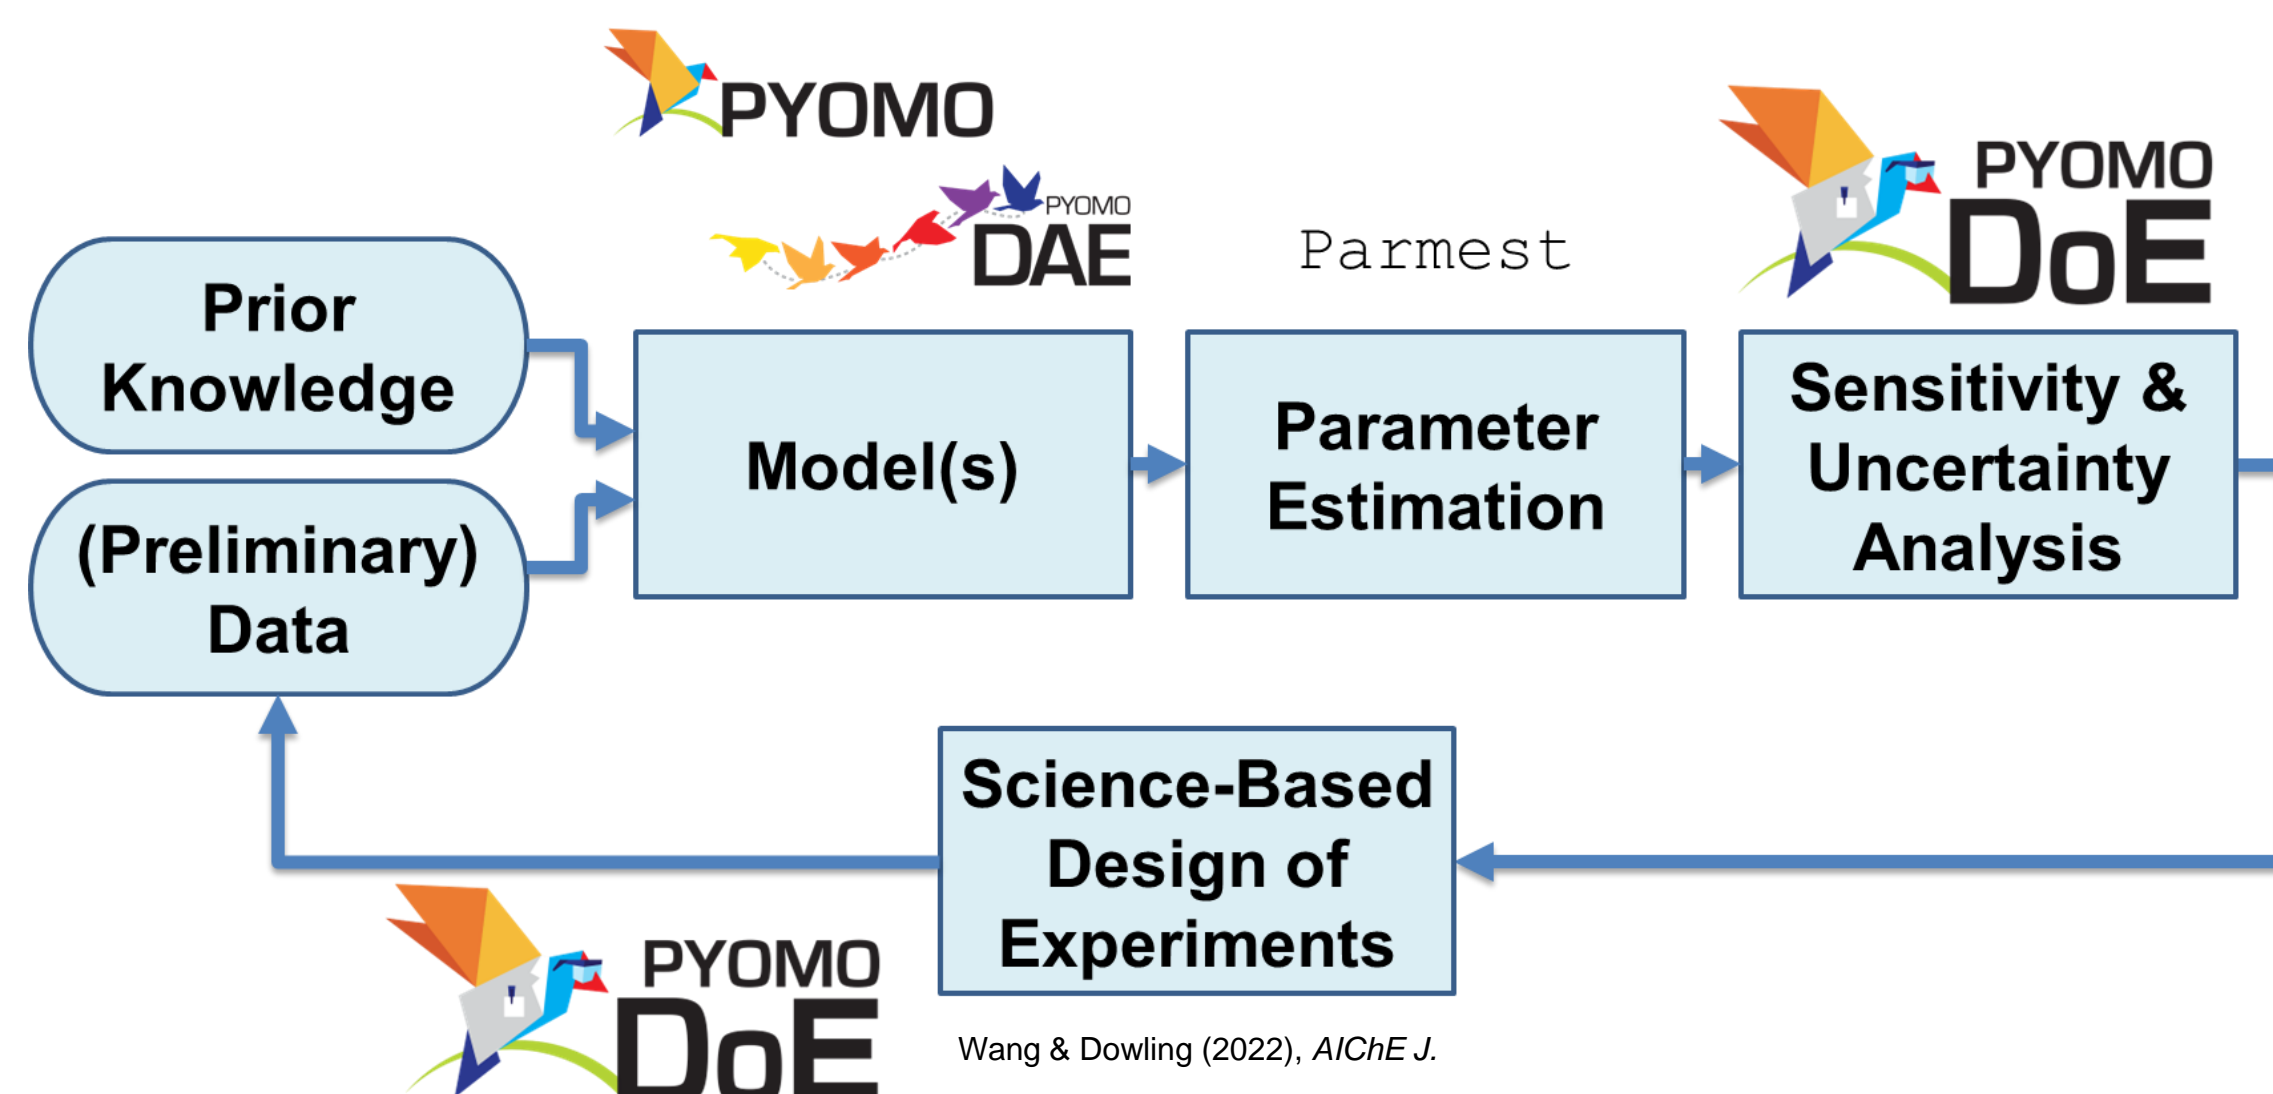 PYOMO
PYOMO
DAE
Parmest
PYOMO
DoE
Prior
Knowledge
(Preliminary)
Data
Model(s)
Parameter
Estimation
Sensitivity &
Uncertainty
Analysis
Science-Based
Design of
Experiments
PYOMO
DoE
Wang & Dowling (2022), AIChE J.